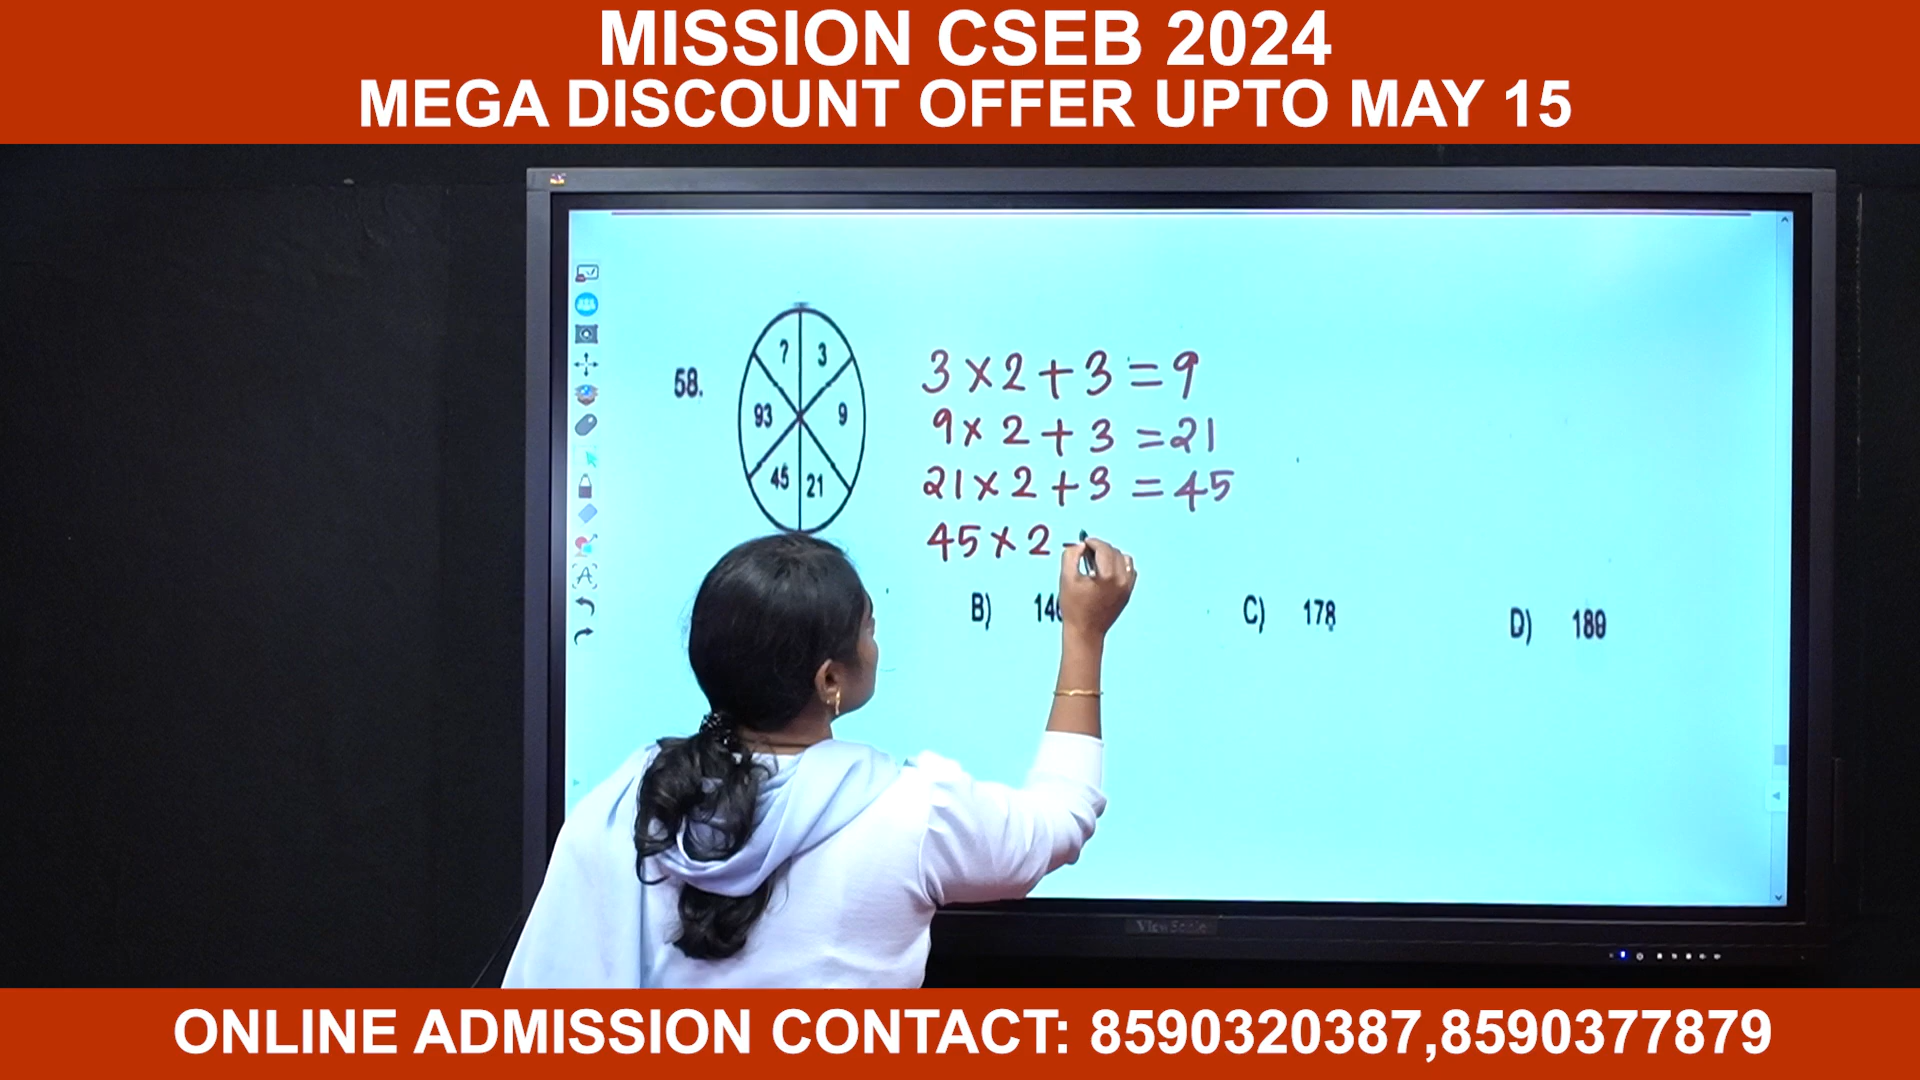 MISSION CSEB 2024
MEGA DISCOUNT OFFER UPTO MAY 15
58.
? 3
93 9
45 21
3 × 2 + 3 = 9
9 × 2 + 3 = 21
21 × 2 + 3 = 45
45 × 2
B)
C) 178
D) 189
ViewSonic
ONLINE ADMISSION CONTACT: 8590320387,8590377879